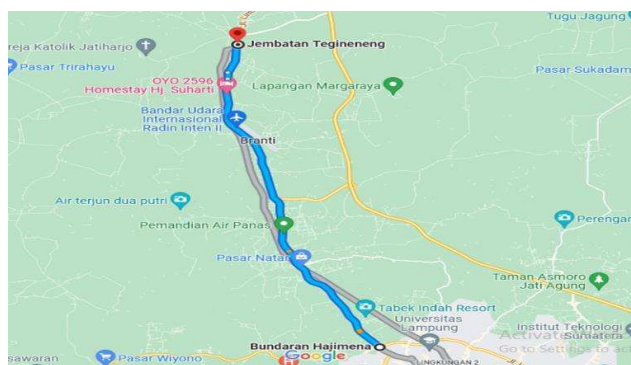 Tugu Jagung
reja Katolik Jatiharjo
Jembatan Tegineneng
Pasar Trirahayu
Pasar Sukadam
OYO 2596
Homestay Hj. Suharti
Lapangan Margaraya
Bandar Udara
Internasional
Radin Inten II
Branti
Air terjun dua putri
Pemandian Air Panas
Perengan
Pasar Natar
Taman Asmoro
Jati Agung
Tabek Indah Resort
Universitas
Lampung
Institut Teknologi
Sumatera
Activate
Go to Settings to act
Bundaran Hajimena
Google
sawaran
Pasar Wiyono
LINGKUNGAN 2